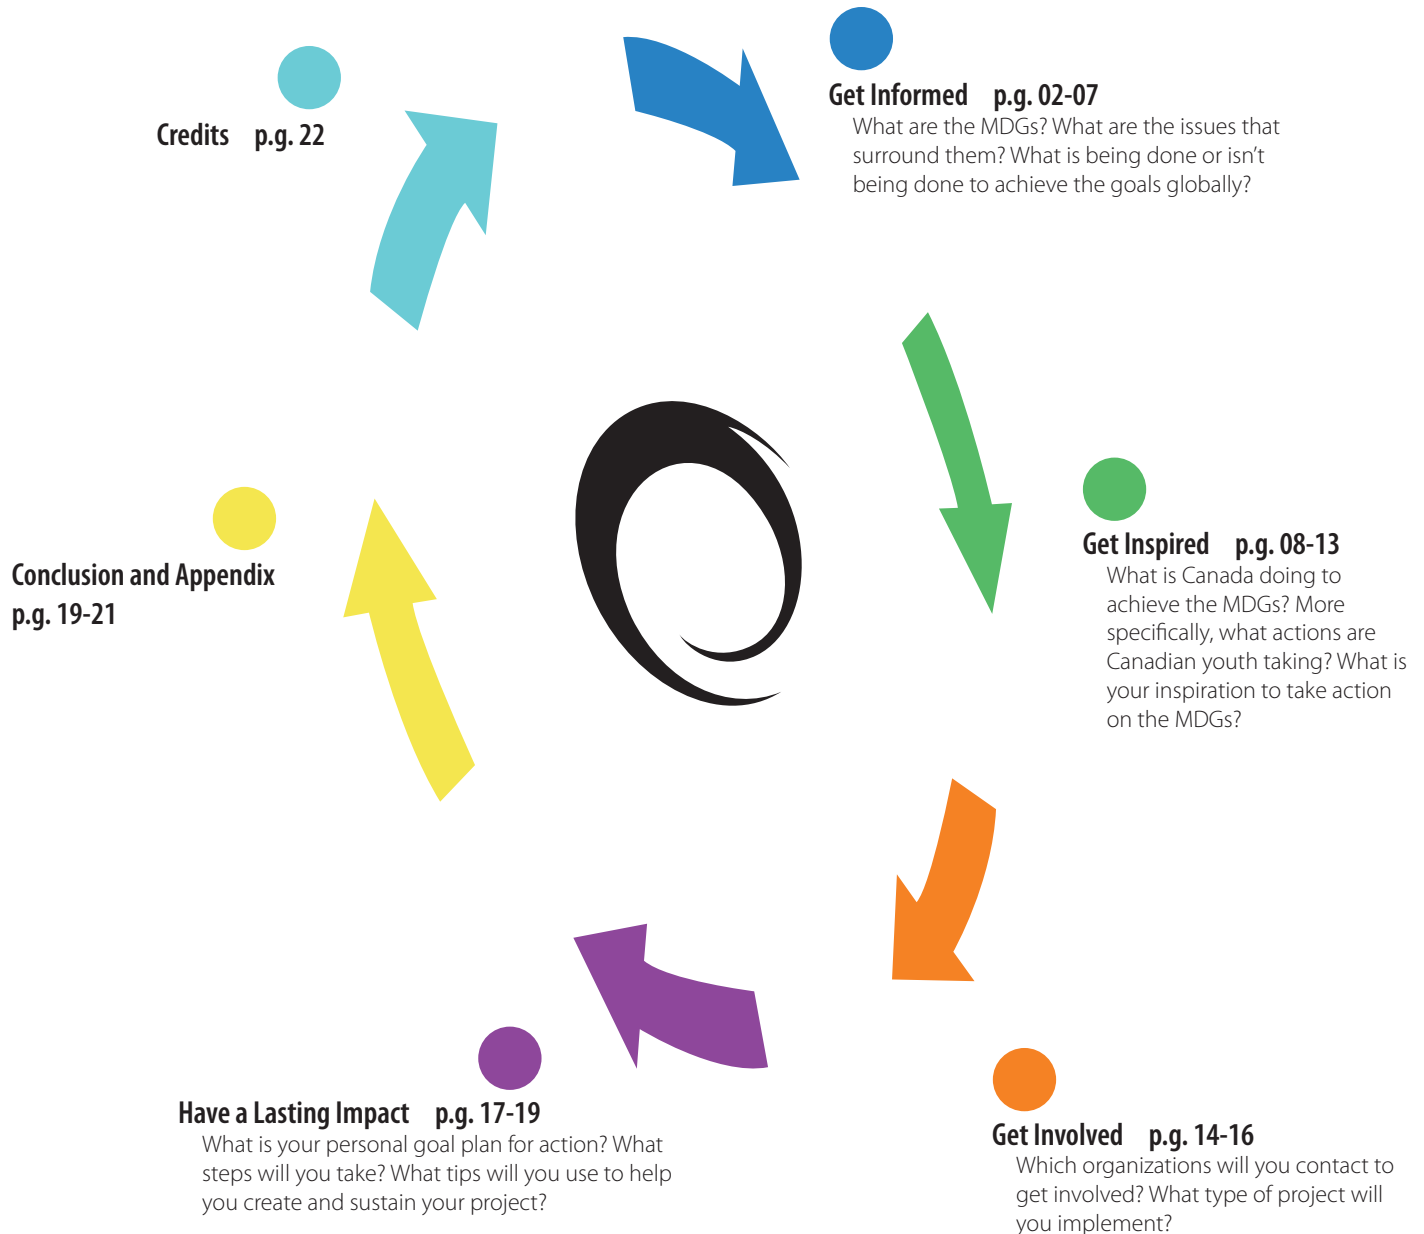 Get Informed p.g. 02-07
What are the MDGs? What are the issues that
surround them? What is being done or isn't
being done to achieve the goals globally?
Get Inspired p.g. 08-13
What is Canada doing to
achieve the MDGs? More
specifically, what actions are
Canadian youth taking? What is
your inspiration to take action
on the MDGs?
Get Involved p.g. 14-16
Which organizations will you contact to
get involved? What type of project will
you implement?
Have a Lasting Impact p.g. 17-19
What is your personal goal plan for action? What
steps will you take? What tips will you use to help
you create and sustain your project?
Conclusion and Appendix
p.g. 19-21
Credits p.g. 22